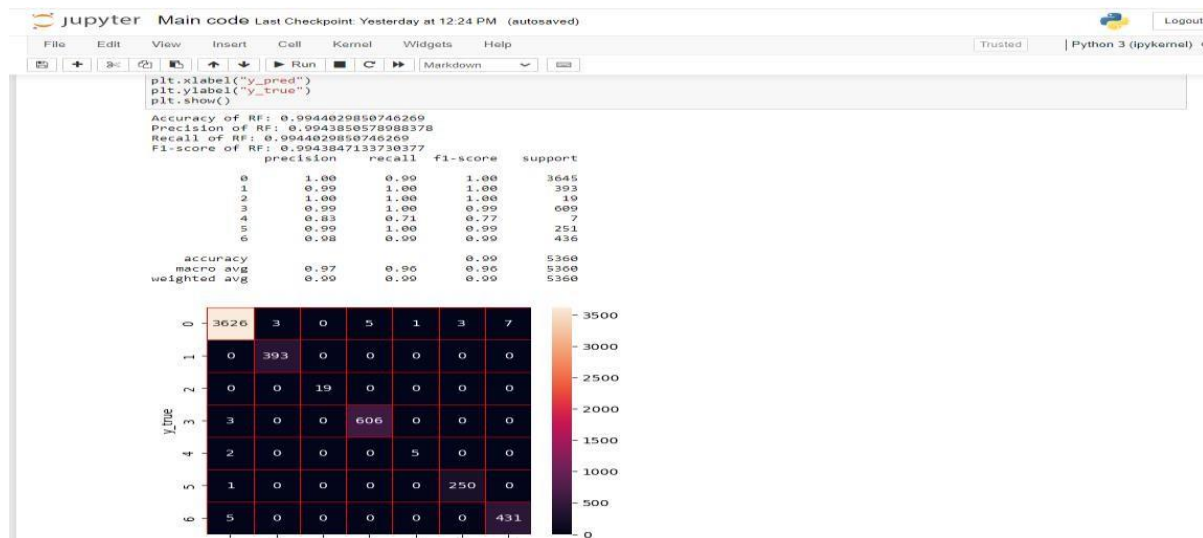 jupyter Main code Last Checkpoint: Yesterday at 12:24 PM (autosaved)
Logout
File Edit View Insert Cell Kernel Widgets Help
Trusted Python 3 (ipykernel)
Run Markdown
plt.xlabel("y_pred")
plt.ylabel("y_true")
plt.show()
Accuracy of RF: 0.9944029850746269
Precision of RF: 0.9943850578988378
Recall of RF: 0.9944029850746269
F1-score of RF: 0.9943847133730377
precision recall f1-score support
0 1.00 0.99 1.00 3645
1 0.99 1.00 1.00 393
2 1.00 1.00 1.00 19
3 0.99 1.00 0.99 609
4 0.83 0.71 0.77 7
5 0.99 1.00 0.99 251
6 0.98 0.99 0.99 436
accuracy 0.99 5360
macro avg 0.97 0.96 0.96 5360
weighted avg 0.99 0.99 0.99 5360
0 3626 3 0 5 1 3 7
1 0 393 0 0 0 0 0
2 0 0 19 0 0 0 0
3 3 0 0 606 0 0 0
4 2 0 0 0 5 0 0
5 1 0 0 0 0 250 0
6 5 0 0 0 0 0 431
y_true
3500
3000
2500
2000
1500
1000
500
0